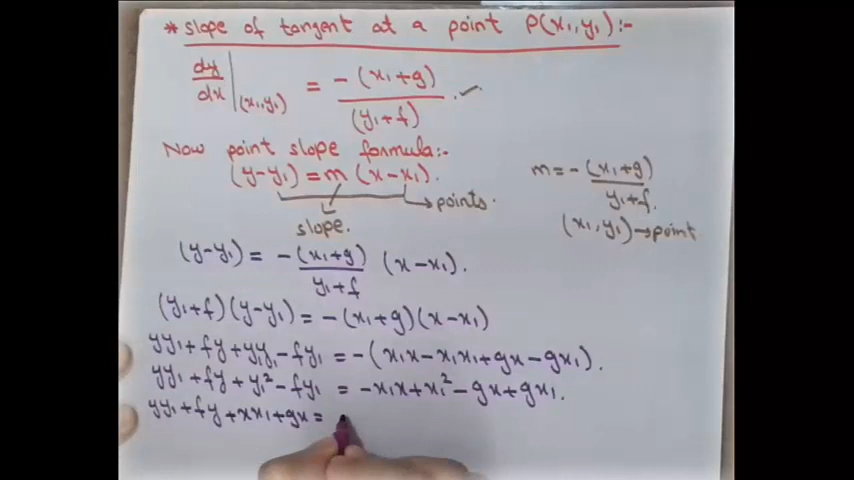 * slope of tangent at a point P(x₁,y₁):-
dy/dx |(x₁,y₁) = -(x₁+g)/(y₁+f) . ✓
Now point slope formula:-
(y-y₁) = m (x-x₁).
slope.
points.
m = -(x₁+g)/y₁+f.
(x₁,y₁) → point
(y-y₁) = -(x₁+g)/y₁+f (x-x₁).
(y₁+f)(y-y₁) = -(x₁+g)(x-x₁)
yy₁+fy+y₁y₁-fy₁ = -(x₁x-x₁x₁+gx-gx₁).
yy₁+fy+y₁²-fy₁ = -x₁x+x₁²-gx+gx₁.
yy₁+fy+xx₁+gx =